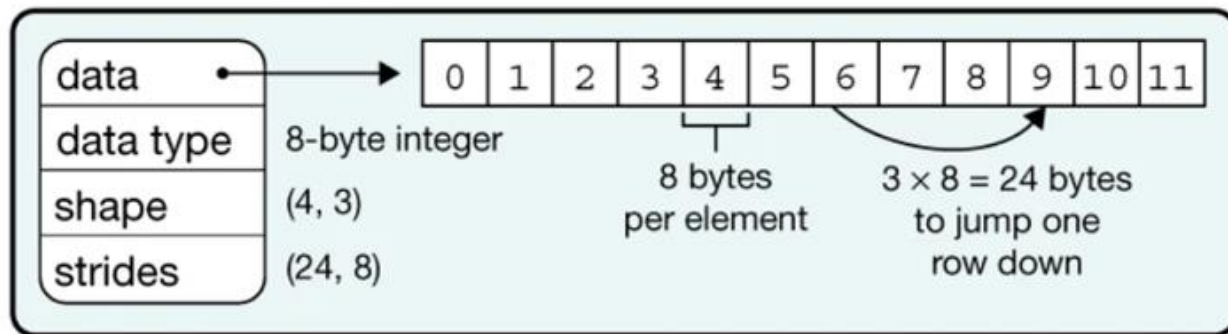 data
0 1 2 3 4 5 6 7 8 9 10 11
data type 8-byte integer
shape (4, 3)
strides (24, 8)
8 bytes
per element
3 × 8 = 24 bytes
to jump one
row down